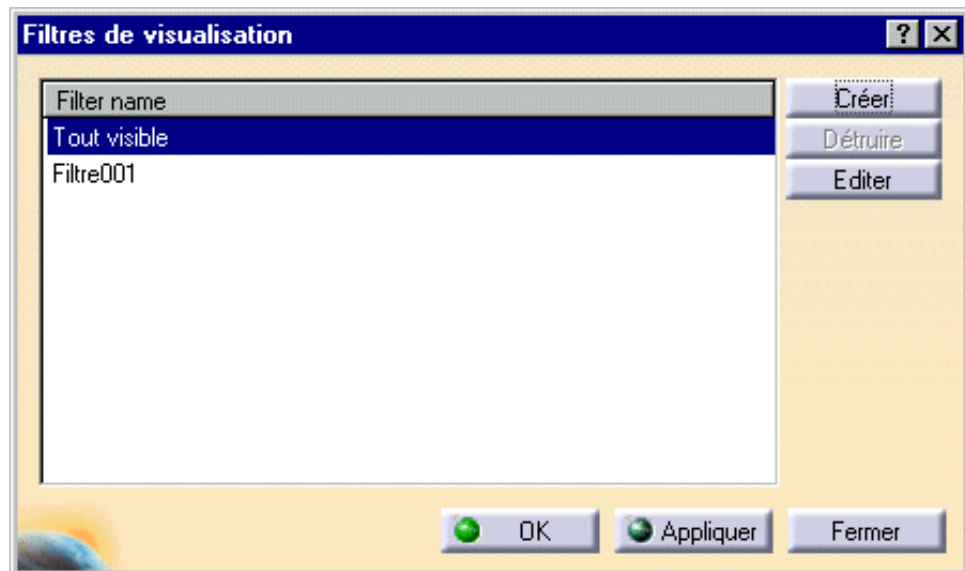 Filtres de visualisation
Filter name
Tout visible
Filtre001
Créer
Détruire
Editer
OK
Appliquer
Fermer